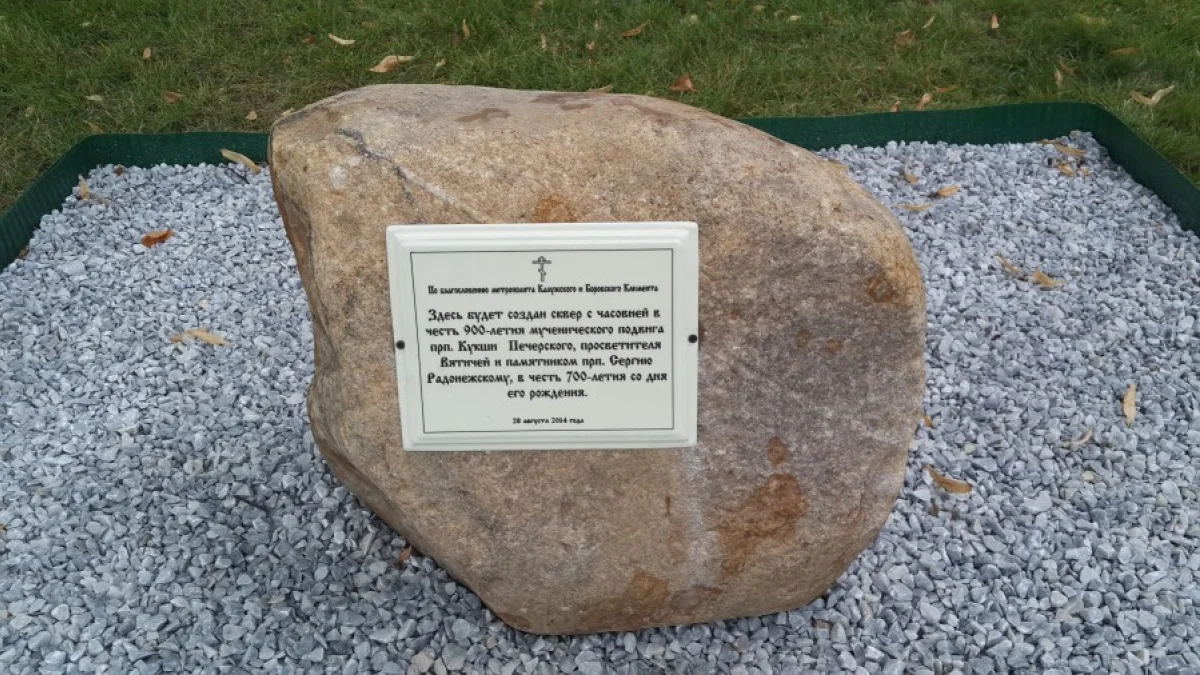 По благословению митрополита Калужского и Боровского Климента
Здесь будет создан сквер с часовней в
честь 900-летия мученического подвига
прп. Кукши Печерского, просветителя
Вятичей и памятником прп. Сергию
Радонежскому, в честь 700-летия со дня
его рождения.
28 августа 2014 года